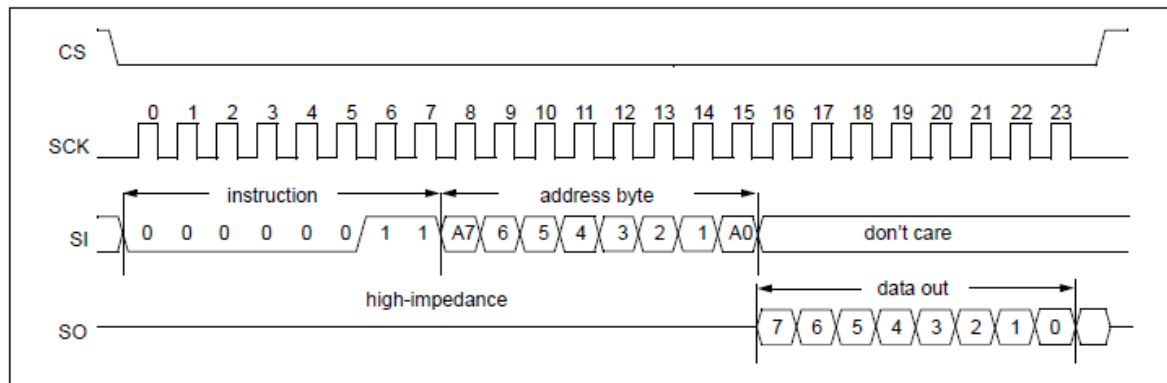 CS
0 1 2 3 4 5 6 7 8 9 10 11 12 13 14 15 16 17 18 19 20 21 22 23
SCK
instruction address byte
SI 0 0 0 0 0 0 1 1 A7 6 5 4 3 2 1 A0 don't care
high-impedance data out
SO 7 6 5 4 3 2 1 0